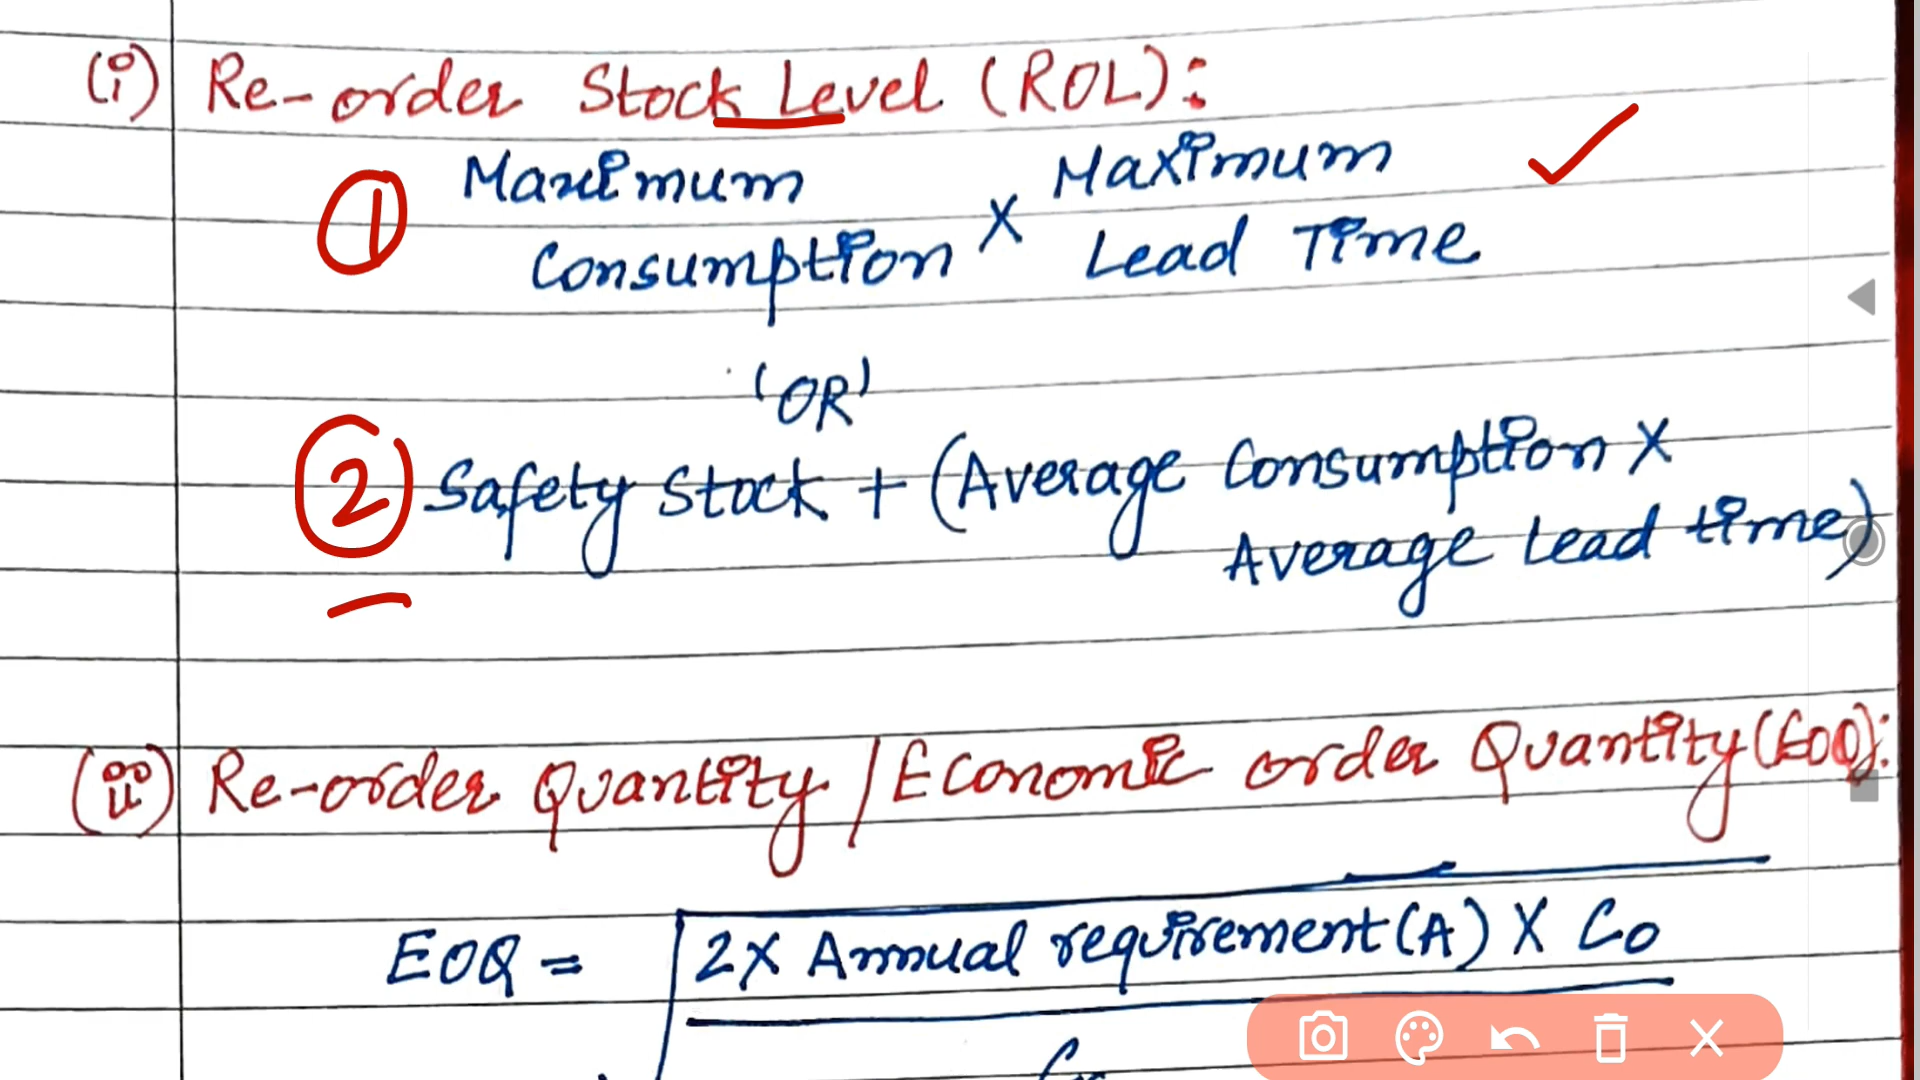 (i) Re-order Stock Level (ROL):
① Maximum Consumption X Maximum Lead Time
'OR'
② Safety Stock + (Average Consumption X
Average Lead time)
(ii) Re-order Quantity / Economic order Quantity (EOQ):
EOQ = √ 2X Annual requirement (A) X Co